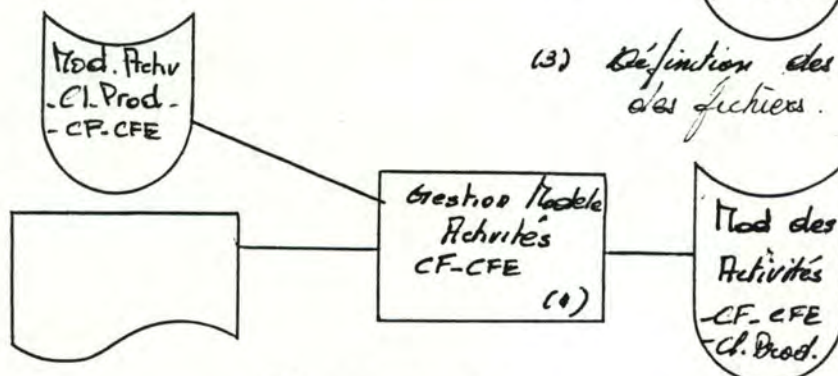 Mod. Activ
- Cl. Prod -
- CF-CFE
(3) Définition des
des fichiers.
Gestion Modele
Activités
CF-CFE
(1)
Mod des
Activités
- CF-CFE
- Cl. Prod.